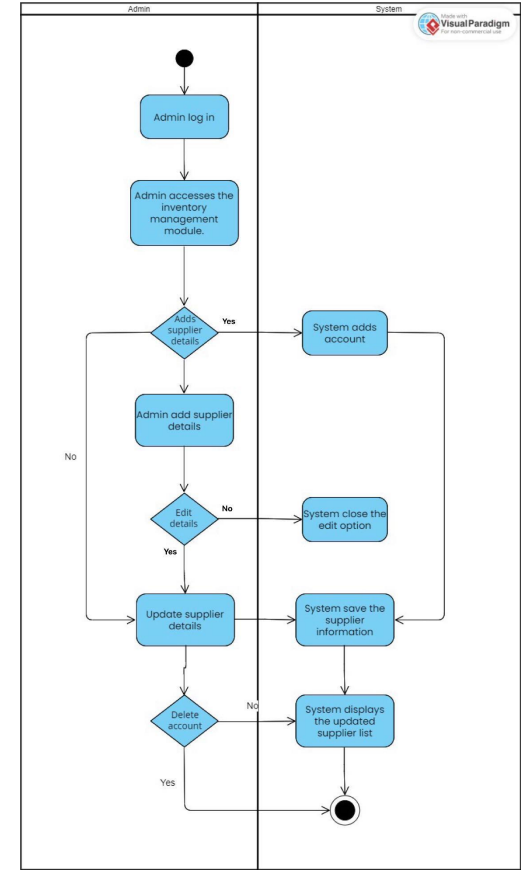 Admin
System
Made with
Visual Paradigm
For non-commercial use
Admin log in
Admin accesses the
inventory
management
module.
Adds
supplier
details
Yes
System adds
account
Admin add supplier
details
No
Edit
details
No
System close the
edit option
Yes
Update supplier
details
System save the
supplier
information
Delete
account
No
System displays
the updated
supplier list
Yes